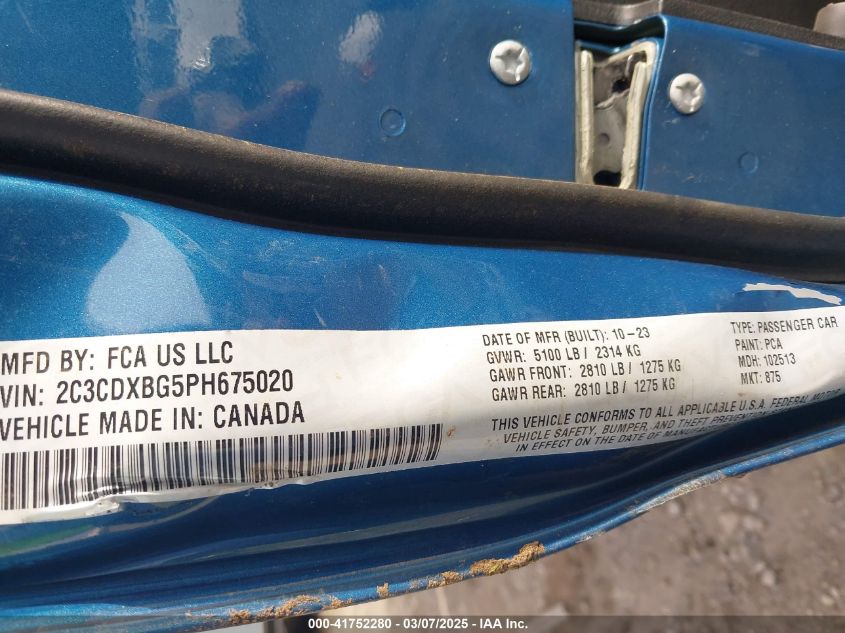 MFD BY: FCA US LLC
VIN: 2C3CDXBG5PH675020
VEHICLE MADE IN: CANADA
DATE OF MFR (BUILT): 10-23
GVWR: 5100 LB / 2314 KG
GAWR FRONT: 2810 LB / 1275 KG
GAWR REAR: 2810 LB / 1275 KG
TYPE: PASSENGER CAR
PAINT: PCA
MDH: 102513
MKT: 875
THIS VEHICLE CONFORMS TO ALL APPLICABLE U.S.A. FEDERAL MOTOR
VEHICLE SAFETY, BUMPER, AND THEFT PREVENTION
IN EFFECT ON THE DATE OF
000-41752280 - 03/07/2025 - IAA Inc.